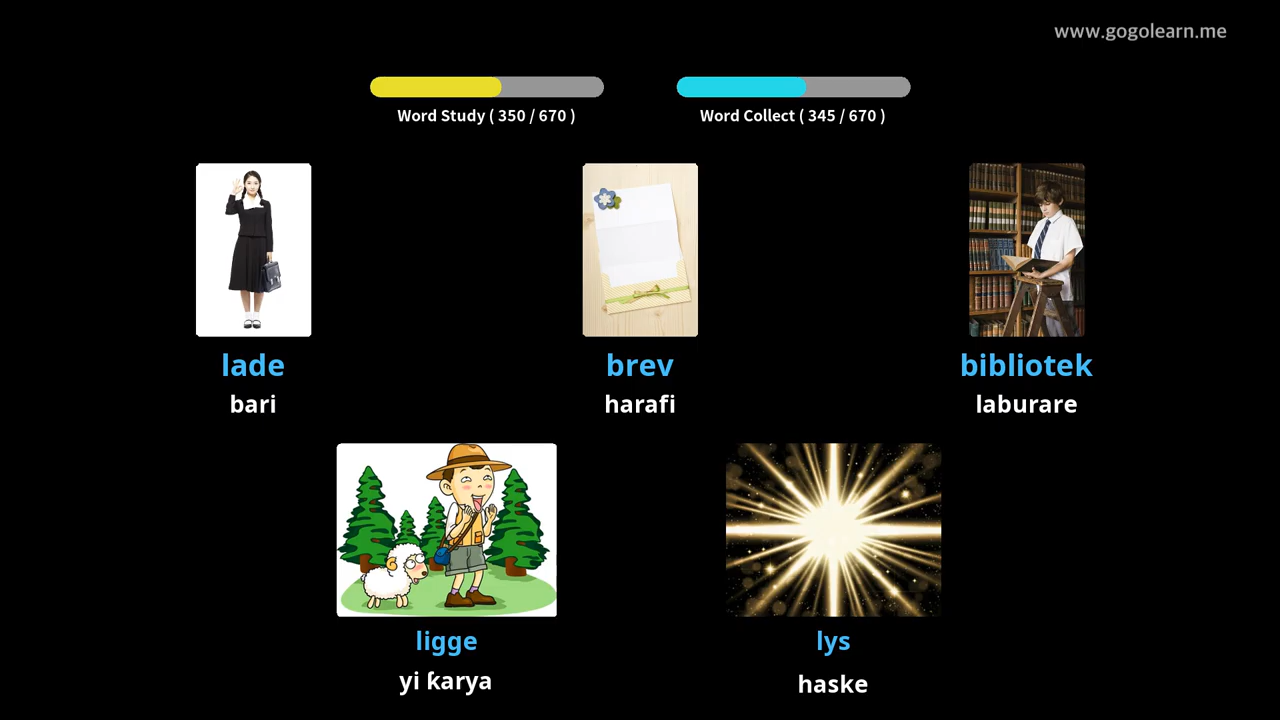 www.gogolearn.me
Word Study ( 350 / 670 )
Word Collect ( 345 / 670 )
lade
bari
brev
harafi
bibliotek
laburare
ligge
yi ƙarya
lys
haske